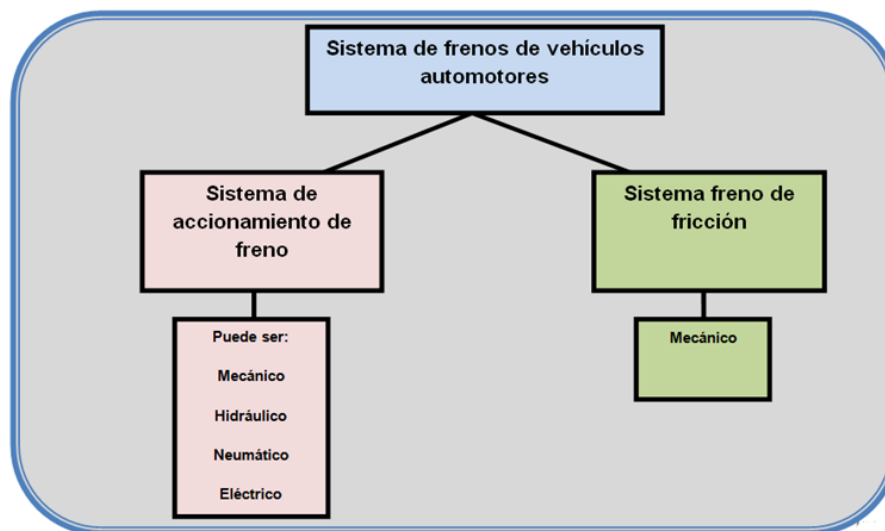 Sistema de frenos de vehículos
automotores
Sistema de
accionamiento de
freno
Sistema freno de
fricción
Puede ser:
Mecánico
Hidráulico
Neumático
Eléctrico
Mecánico